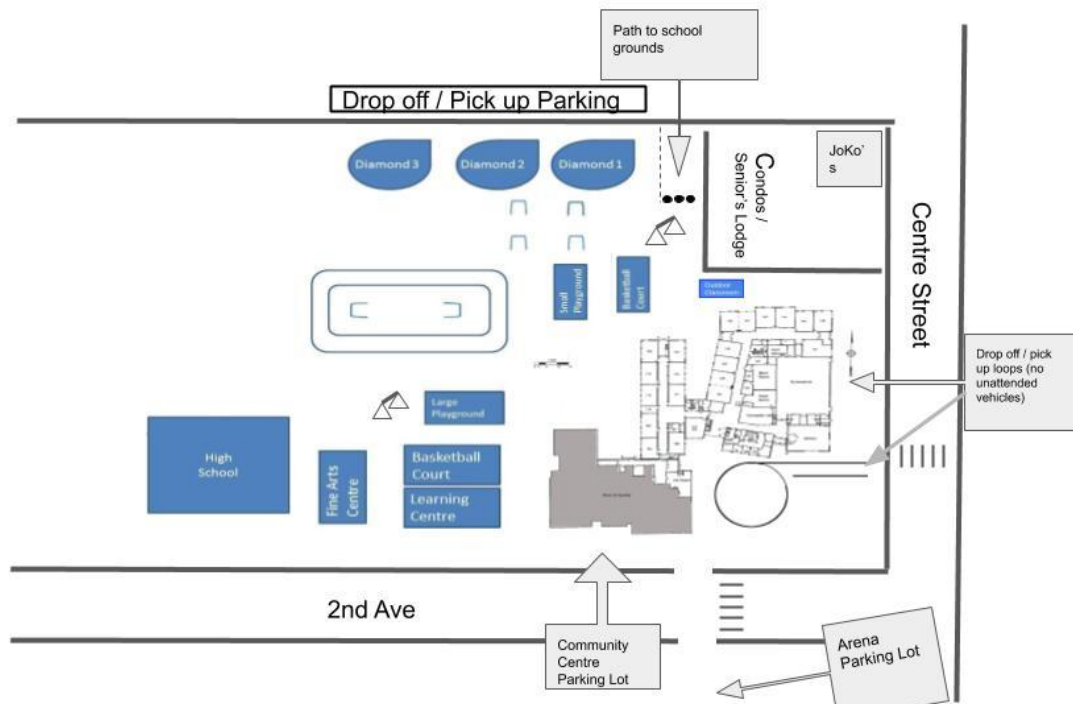 Path to school
grounds
Drop off / Pick up Parking
Diamond 3
Diamond 2
Diamond 1
Condos /
Senior's Lodge
JoKo'
s
Centre Street
Small
Playground
Basketball
Court
Outdoor
Classroom
Drop off / pick
up loops (no
unattended
vehicles)
Large
Playground
High
School
Fine Arts
Centre
Basketball
Court
Learning
Centre
2nd Ave
Community
Centre
Parking Lot
Arena
Parking Lot